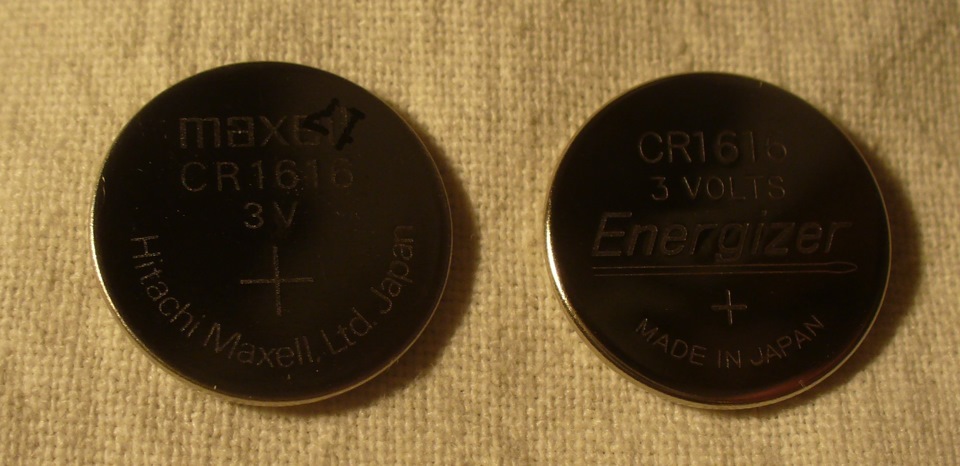 maxell
CR1616
3V
+
Hitachi Maxell, Ltd. Japan
CR1616
3 VOLTS
Energizer
+
MADE IN JAPAN